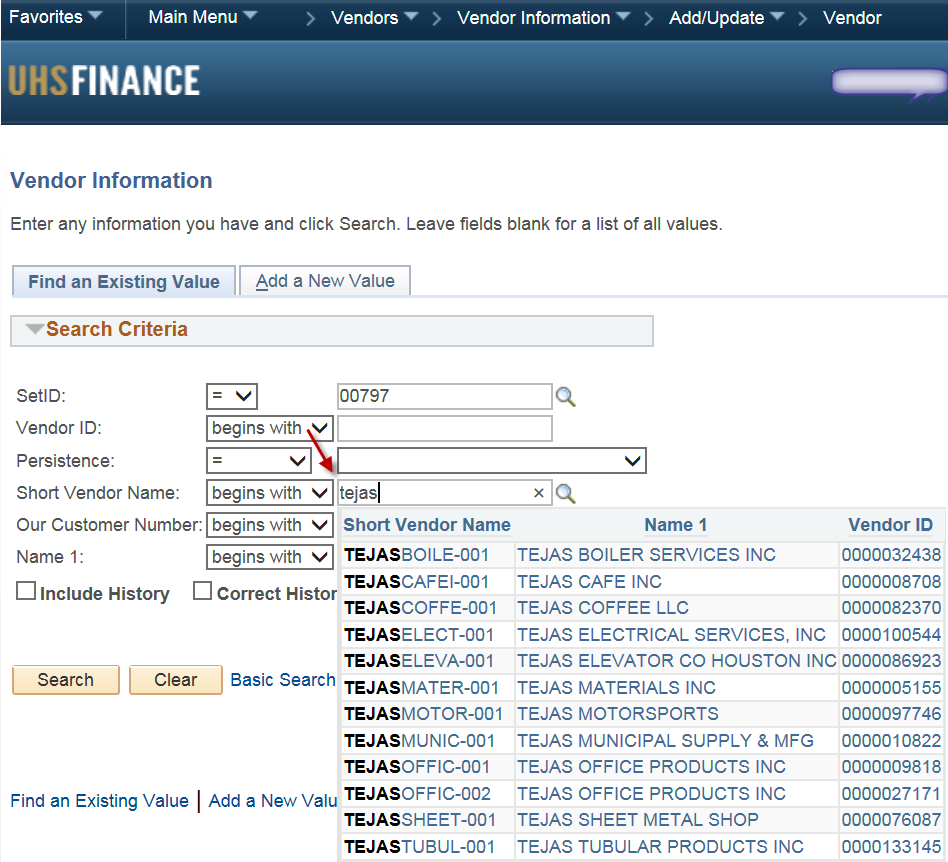 Favorites Main Menu > Vendors > Vendor Information > Add/Update > Vendor
UHSFINANCE
Vendor Information
Enter any information you have and click Search. Leave fields blank for a list of all values.
Find an Existing Value Add a New Value
Search Criteria
SetID: = 00797
Vendor ID: begins with
Persistence: =
Short Vendor Name: begins with tejas ×
Our Customer Number: begins with
Name 1: begins with
Include History Correct Histor
Short Vendor Name Name 1 Vendor ID
TEJASBOILE-001 TEJAS BOILER SERVICES INC 0000032438
TEJASCAFEI-001 TEJAS CAFE INC 0000008708
TEJASCOFFE-001 TEJAS COFFEE LLC 0000082370
TEJASELECT-001 TEJAS ELECTRICAL SERVICES, INC 0000100544
TEJASELEVA-001 TEJAS ELEVATOR CO HOUSTON INC 0000086923
TEJASMATER-001 TEJAS MATERIALS INC 0000005155
TEJASMOTOR-001 TEJAS MOTORSPORTS 0000097746
TEJASMUNIC-001 TEJAS MUNICIPAL SUPPLY & MFG 0000010822
TEJASOFFIC-001 TEJAS OFFICE PRODUCTS INC 0000009818
TEJASOFFIC-002 TEJAS OFFICE PRODUCTS INC 0000027171
TEJASSHEET-001 TEJAS SHEET METAL SHOP 0000076087
TEJASTUBUL-001 TEJAS TUBULAR PRODUCTS INC 0000133145
Search Clear Basic Search
Find an Existing Value | Add a New Valu